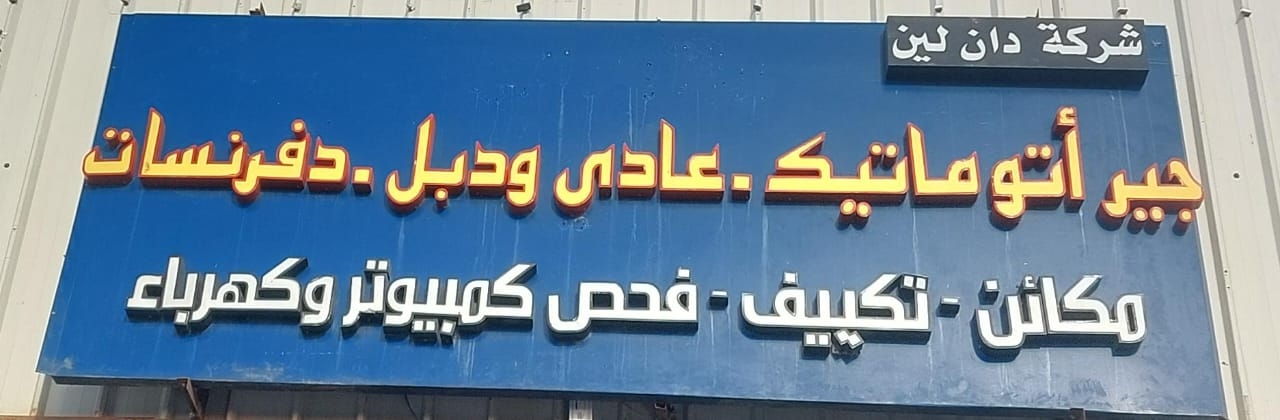 شركة دان لين
جير أتوماتيك . عادى ودبل . دفرنسات
مكائن - تكييف - فحص كمبيوتر وكهرباء